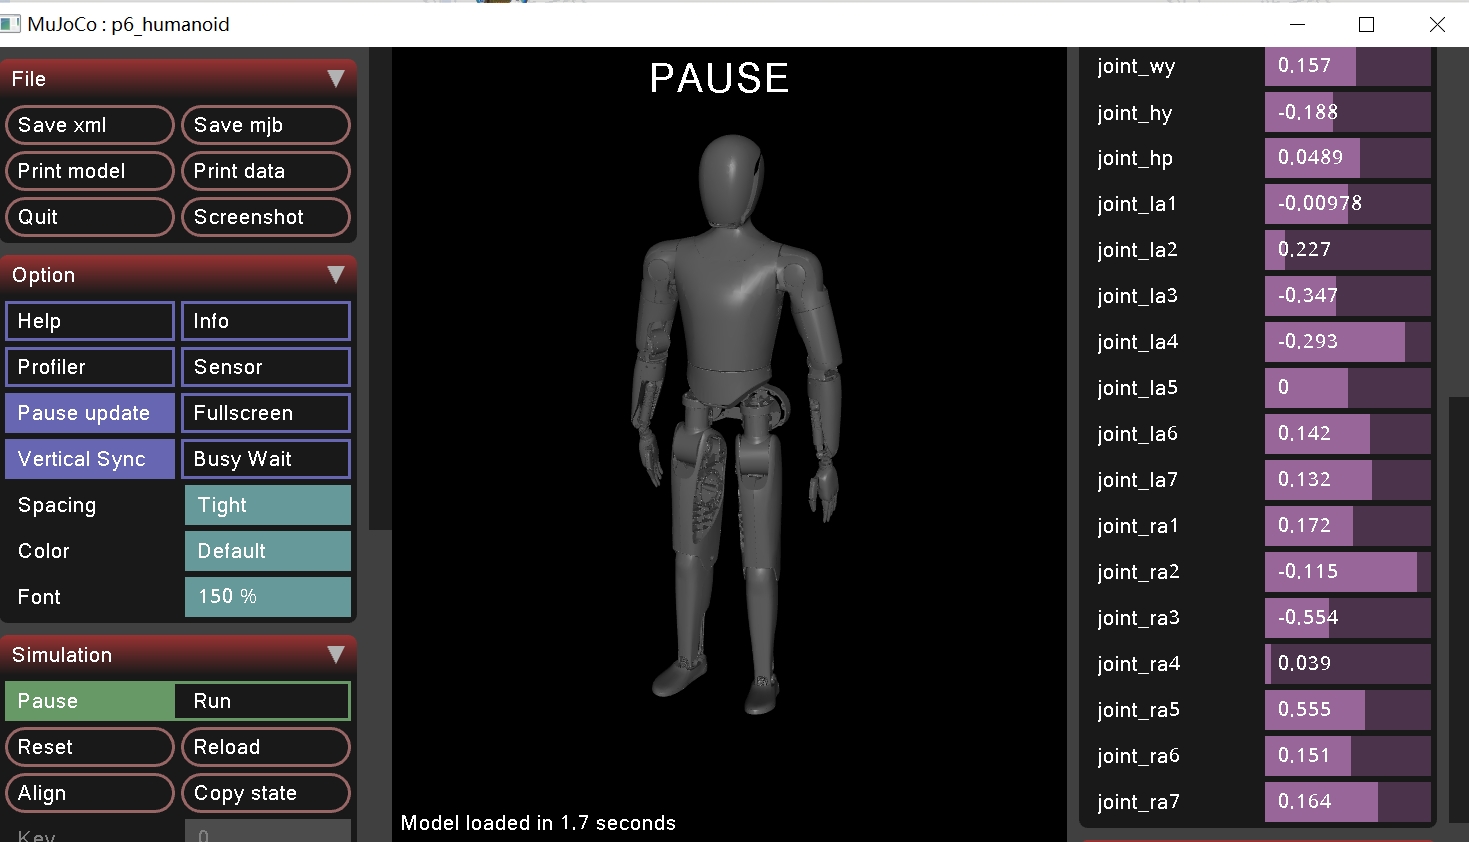 MuJoCo : p6_humanoid
File
Save xml
Save mjb
Print model
Print data
Quit
Screenshot
Option
Help
Info
Profiler
Sensor
Pause update
Fullscreen
Vertical Sync
Busy Wait
Spacing
Tight
Color
Default
Font
150 %
Simulation
Pause
Run
Reset
Reload
Align
Copy state
Key
0
PAUSE
Model loaded in 1.7 seconds
joint_wy 0.157
joint_hy -0.188
joint_hp 0.0489
joint_la1 -0.00978
joint_la2 0.227
joint_la3 -0.347
joint_la4 -0.293
joint_la5 0
joint_la6 0.142
joint_la7 0.132
joint_ra1 0.172
joint_ra2 -0.115
joint_ra3 -0.554
joint_ra4 0.039
joint_ra5 0.555
joint_ra6 0.151
joint_ra7 0.164